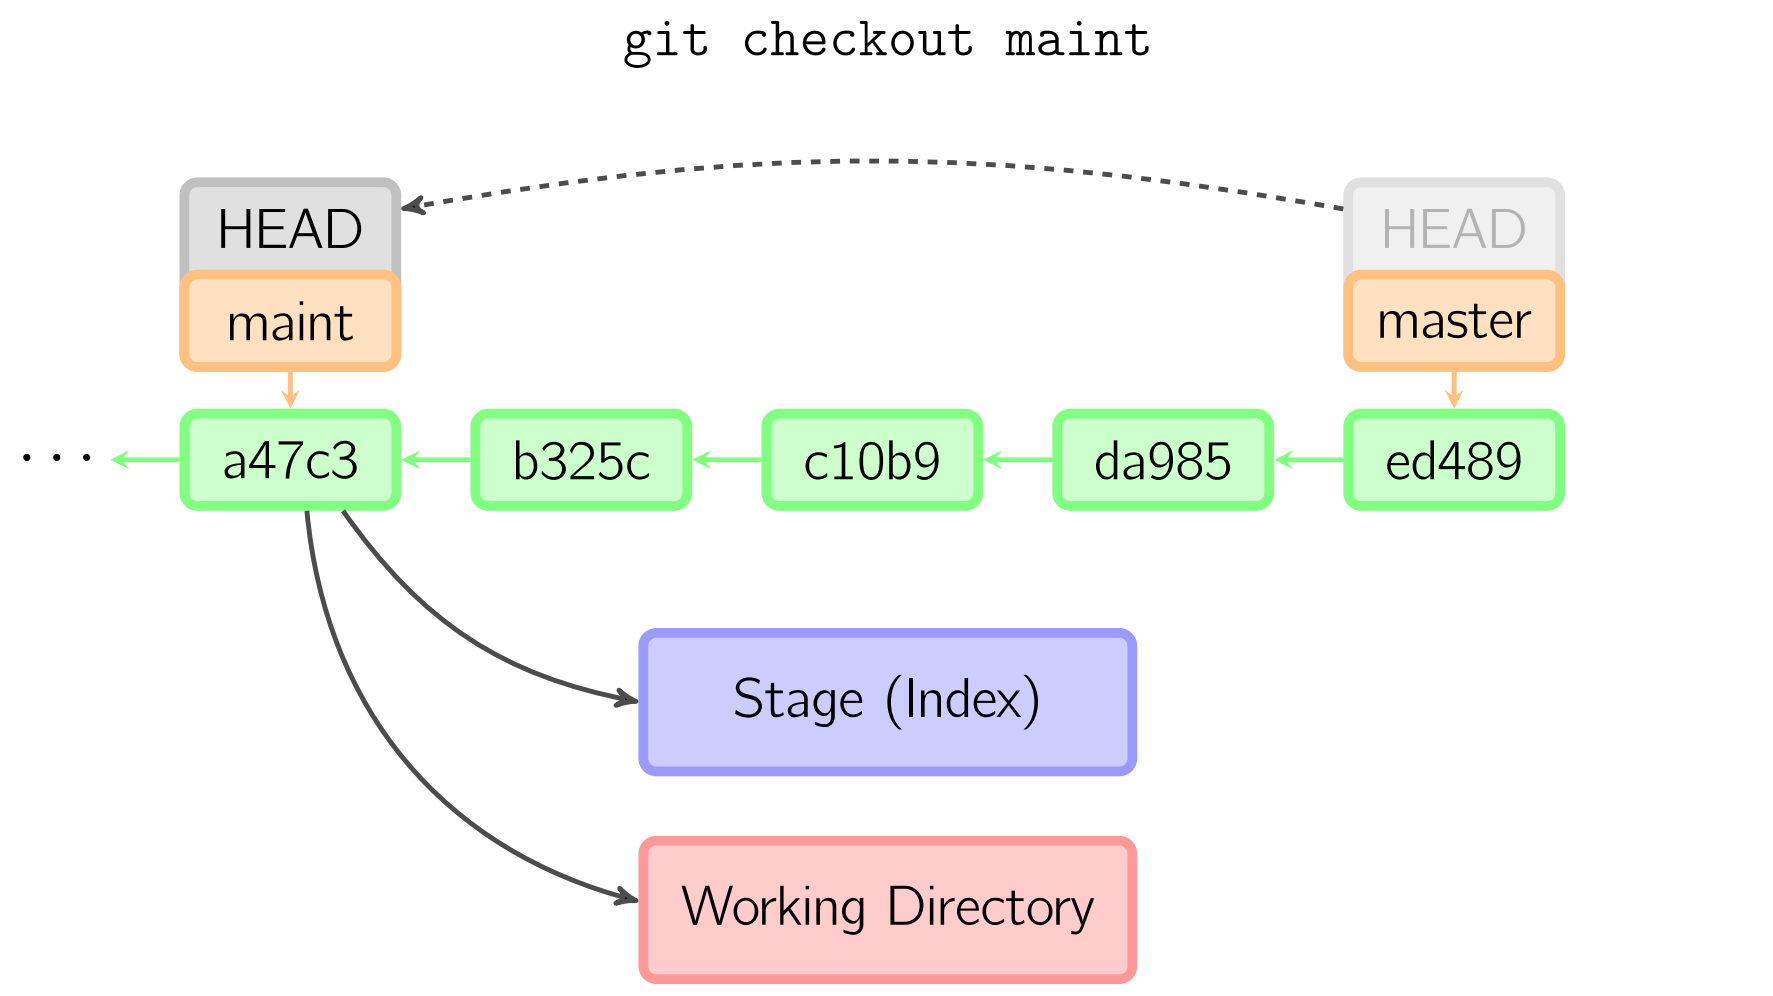 git checkout maint
HEAD
HEAD
maint
master
... a47c3 b325c c10b9 da985 ed489
Stage (Index)
Working Directory